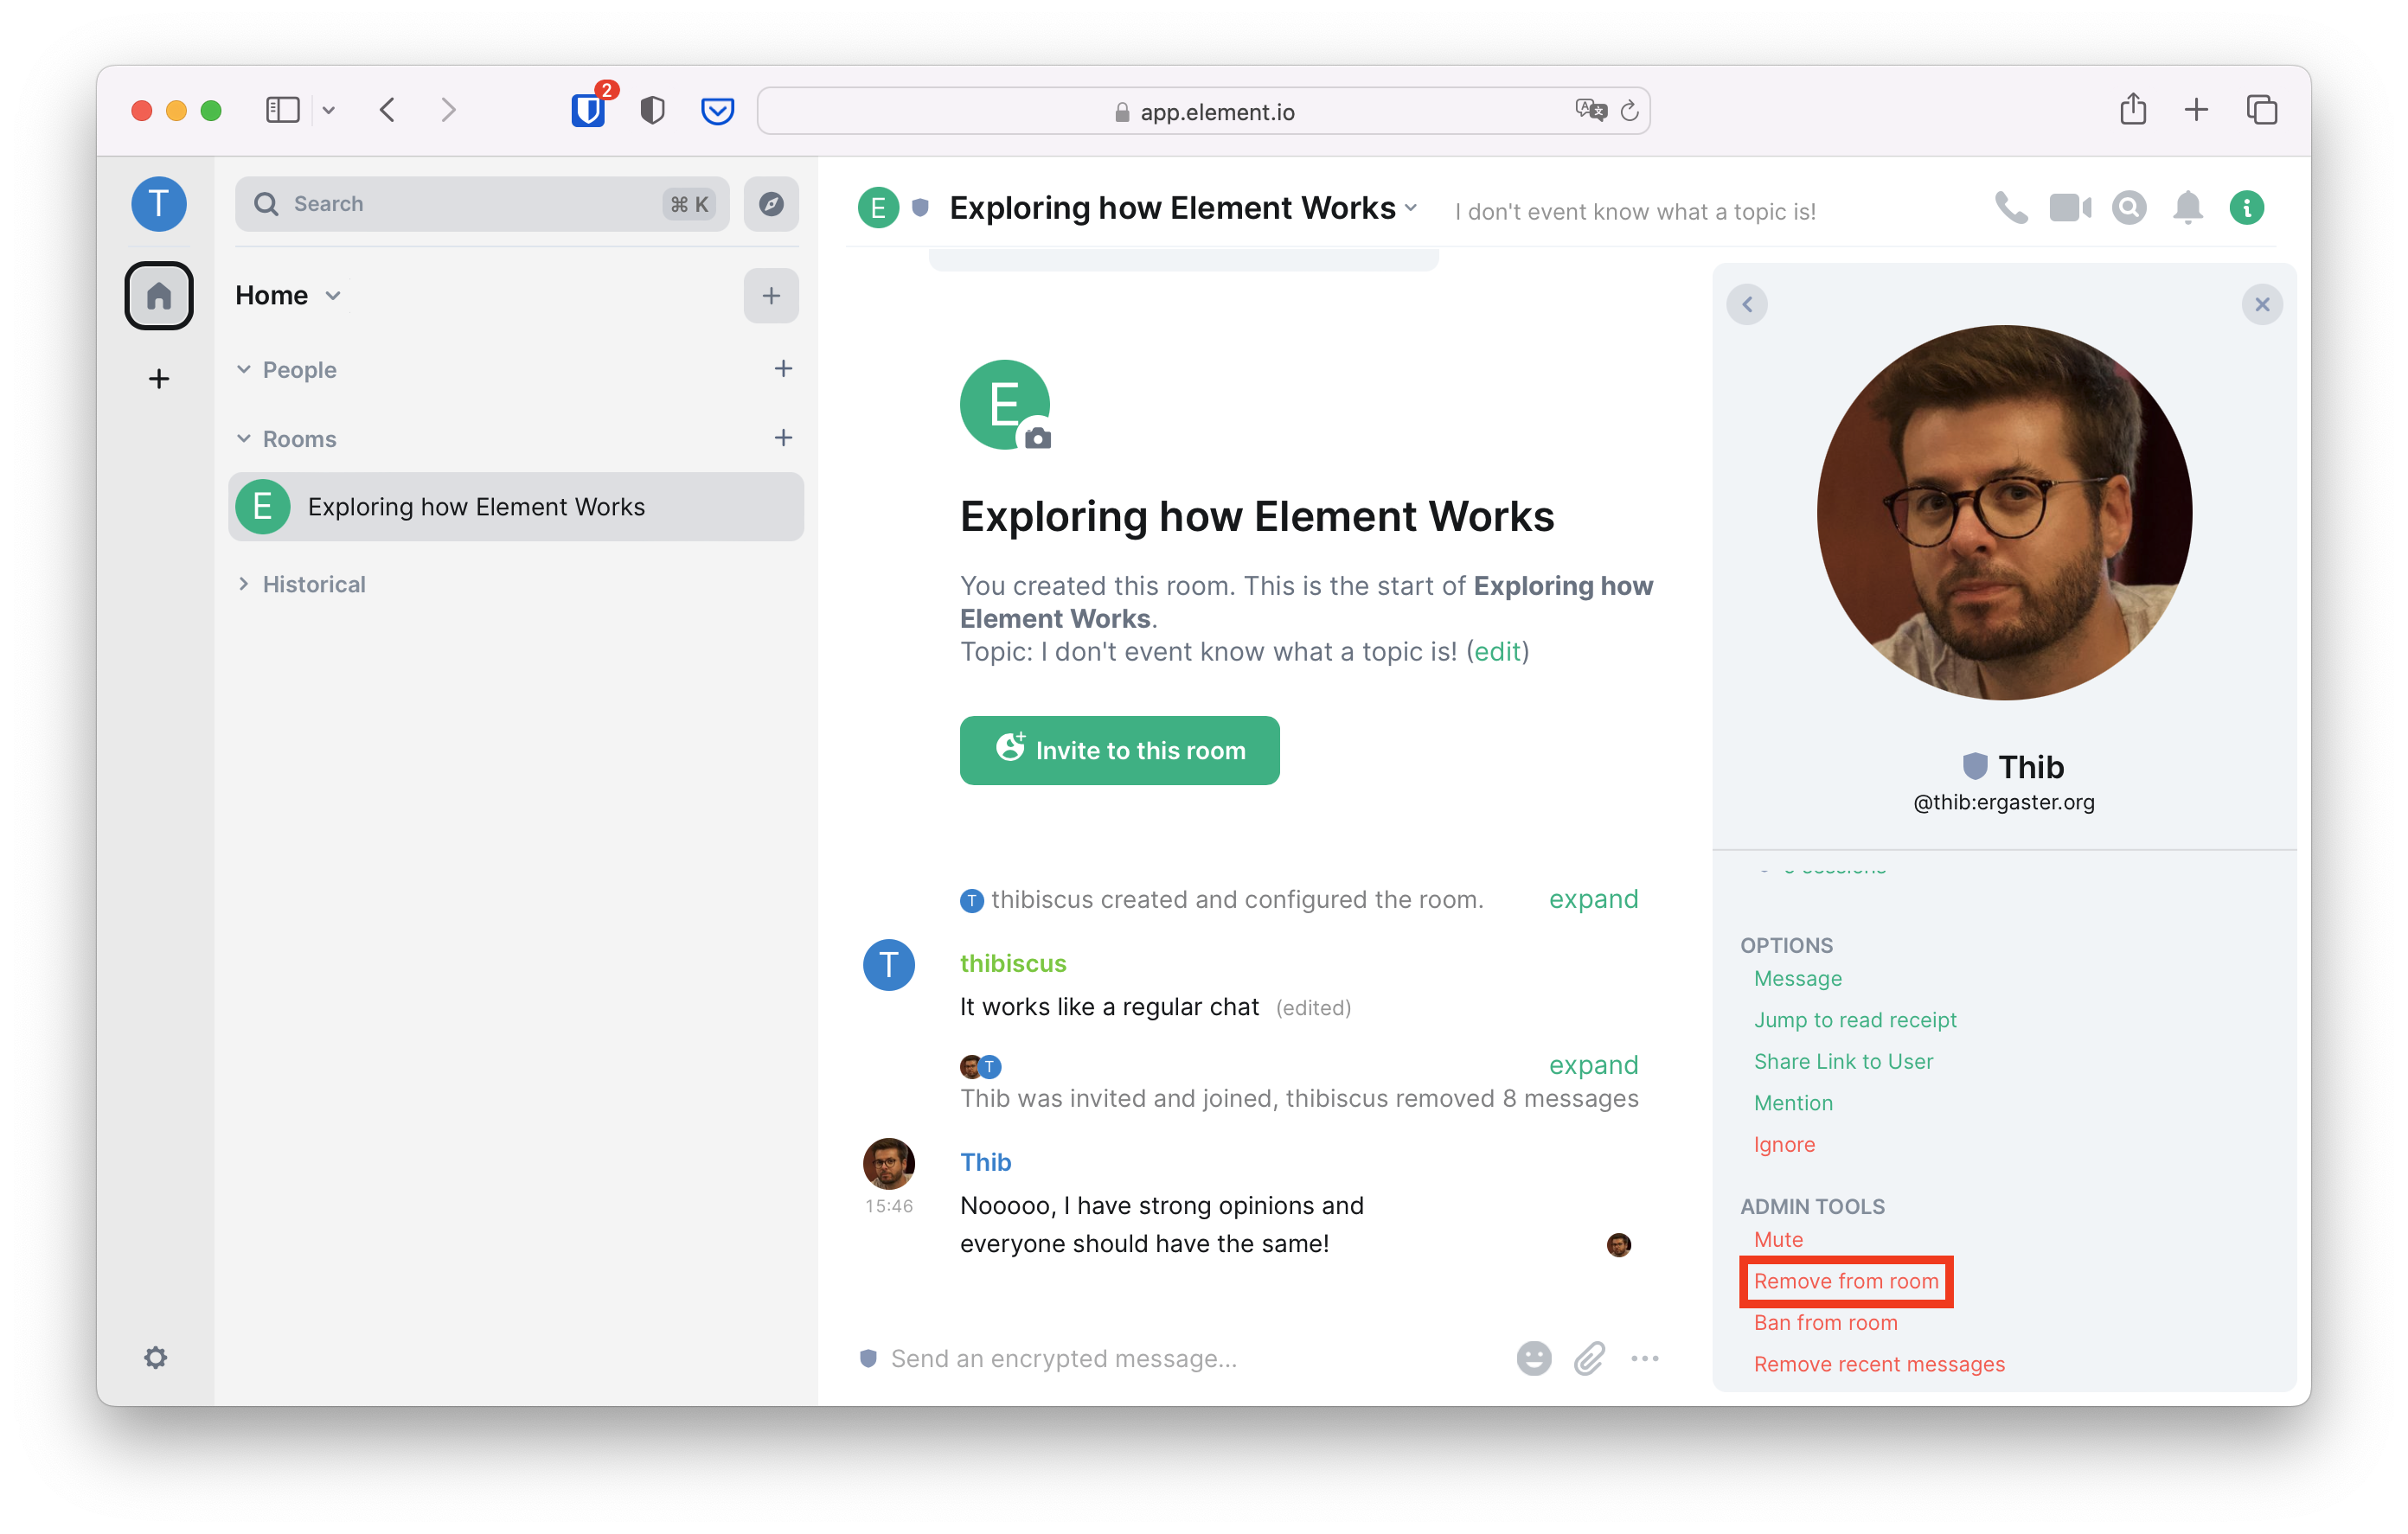 2
app.element.io
T
Search
⌘ K
Home
People
Rooms
E
Exploring how Element Works
Historical
E
Exploring how Element Works
I don't event know what a topic is!
E
Exploring how Element Works
You created this room. This is the start of Exploring how
Element Works.
Topic: I don't event know what a topic is! (edit)
Invite to this room
T
thibiscus created and configured the room.
expand
T
thibiscus
It works like a regular chat (edited)
T
expand
Thib was invited and joined, thibiscus removed 8 messages
Thib
15:46
Nooooo, I have strong opinions and
everyone should have the same!
Send an encrypted message...
Thib
@thib:ergaster.org
OPTIONS
Message
Jump to read receipt
Share Link to User
Mention
Ignore
ADMIN TOOLS
Mute
Remove from room
Ban from room
Remove recent messages